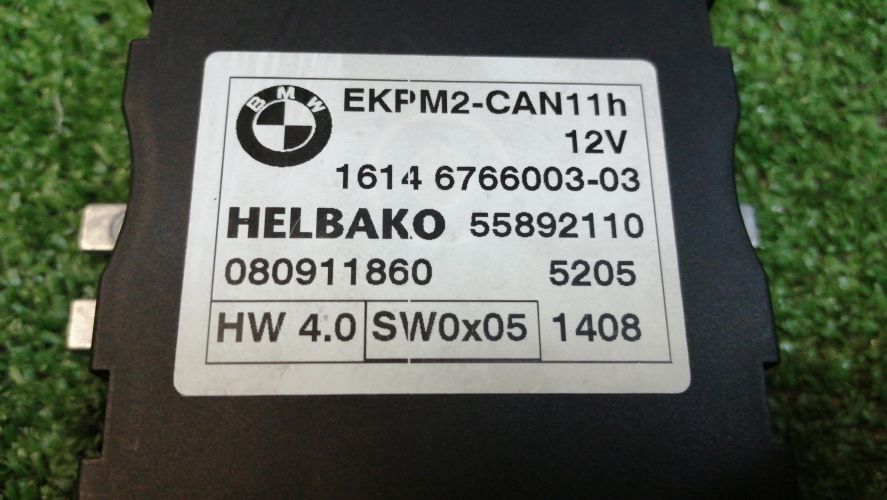 BMW
EKPM2-CAN11h
12V
1614 6766003-03
HELBAKO 55892110
080911860 5205
HW 4.0 SW0x05 1408